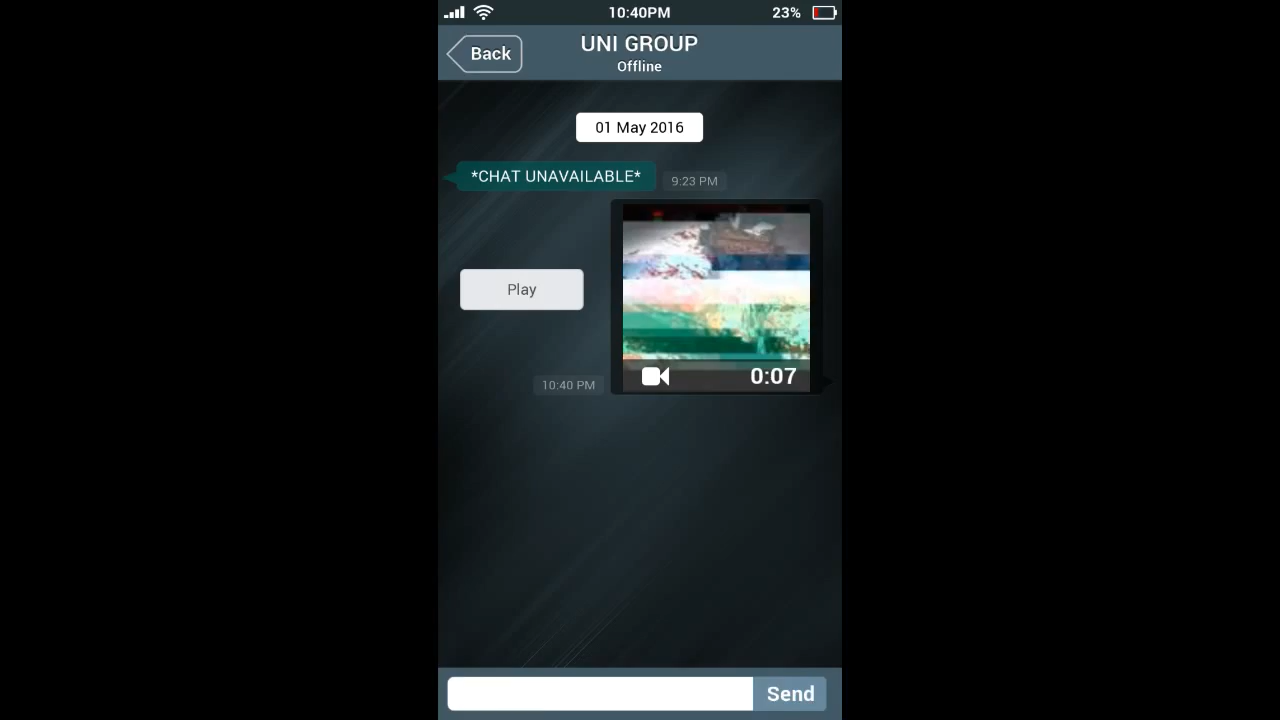 10:40PM
23%
Back
UNI GROUP
Offline
01 May 2016
*CHAT UNAVAILABLE*
9:23 PM
Play
0:07
10:40 PM
Send